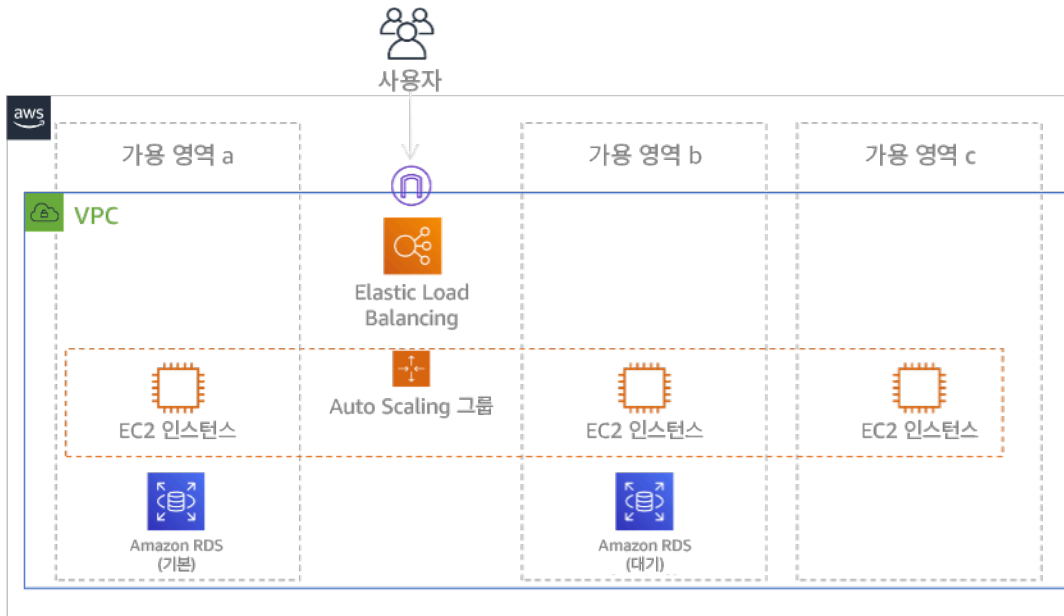 사용자
aws
가용 영역 a
가용 영역 b
가용 영역 c
VPC
Elastic Load
Balancing
Auto Scaling 그룹
EC2 인스턴스
EC2 인스턴스
EC2 인스턴스
Amazon RDS
(기본)
Amazon RDS
(대기)